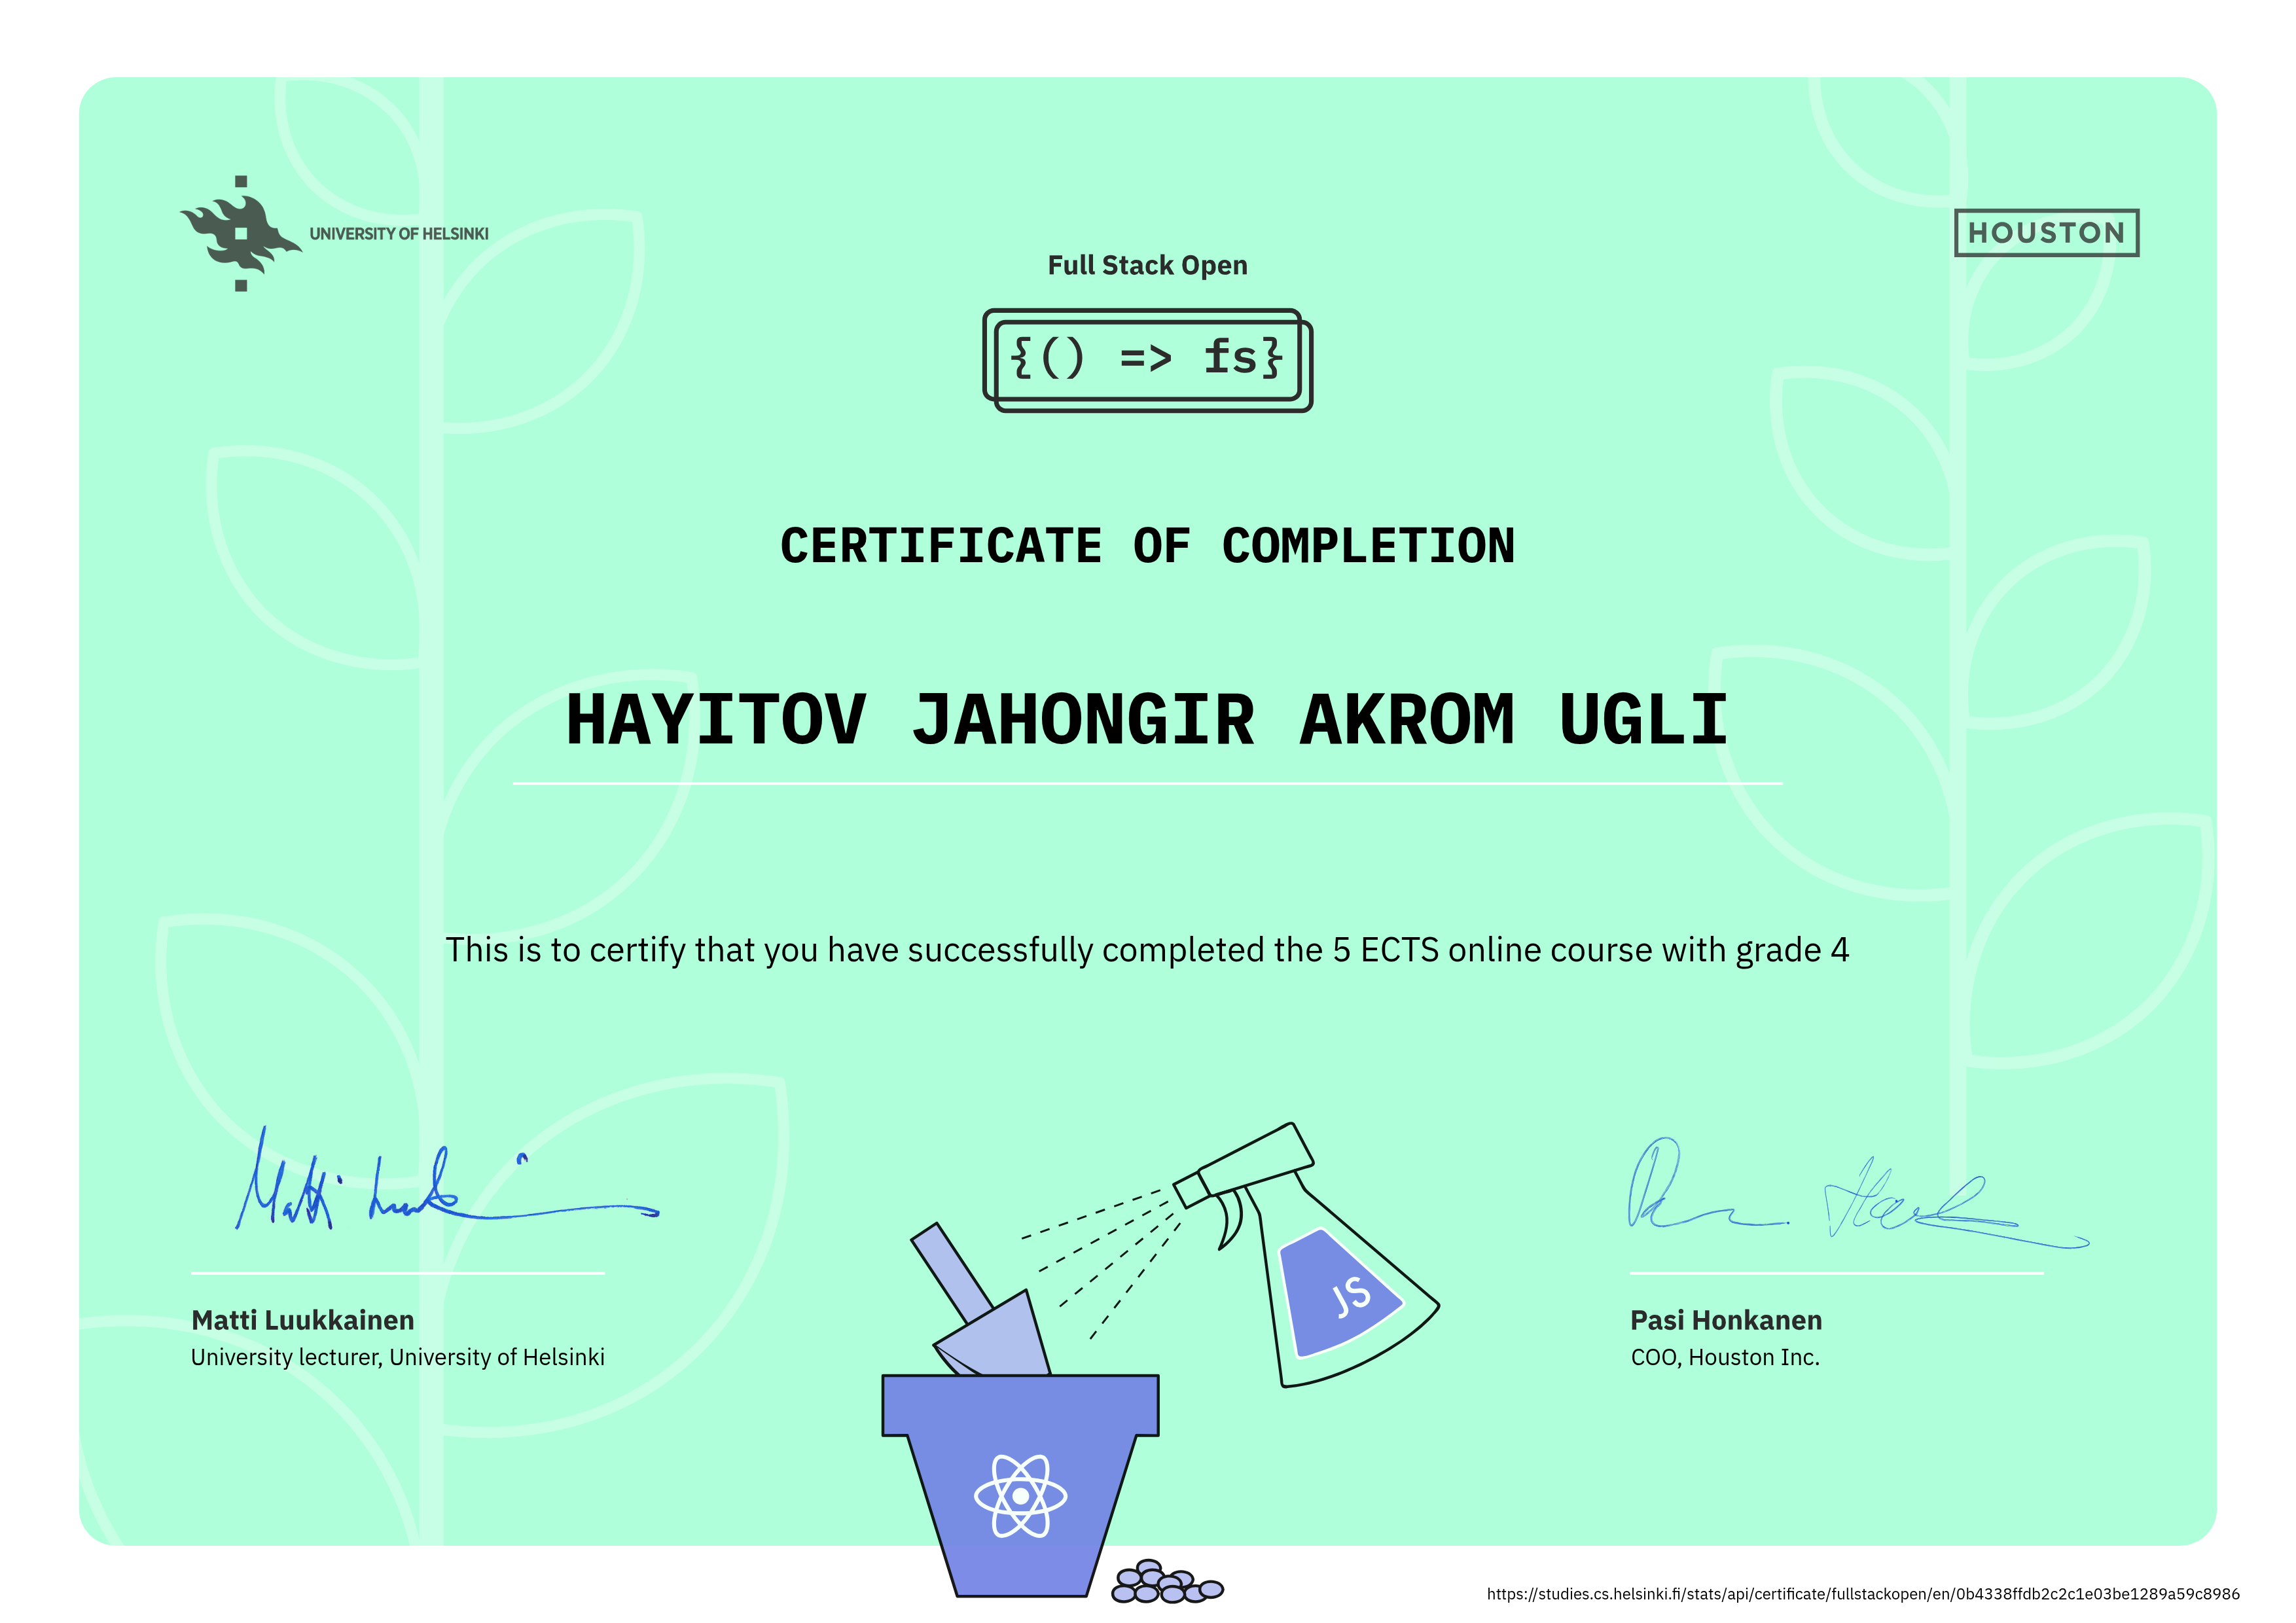 UNIVERSITY OF HELSINKI
HOUSTON
Full Stack Open
{() => fs}
CERTIFICATE OF COMPLETION
HAYITOV JAHONGIR AKROM UGLI
This is to certify that you have successfully completed the 5 ECTS online course with grade 4
JS
Matti Luukkainen
University lecturer, University of Helsinki
Pasi Honkanen
COO, Houston Inc.
https://studies.cs.helsinki.fi/stats/api/certificate/fullstackopen/en/0b4338ffdb2c2c1e03be1289a59c8986